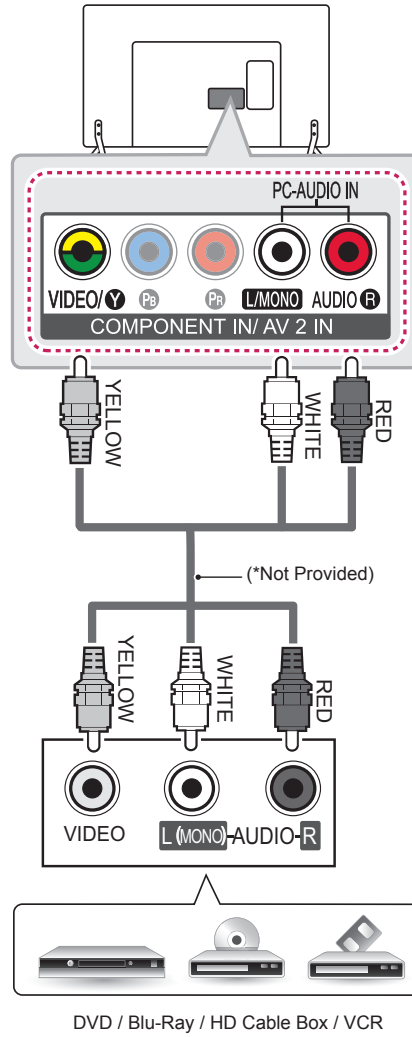 PC-AUDIO IN
VIDEO/Y PB PR L/MONO AUDIO R
COMPONENT IN/ AV 2 IN
YELLOW
WHITE
RED
(*Not Provided)
YELLOW
WHITE
RED
VIDEO L(MONO)-AUDIO-R
DVD / Blu-Ray / HD Cable Box / VCR